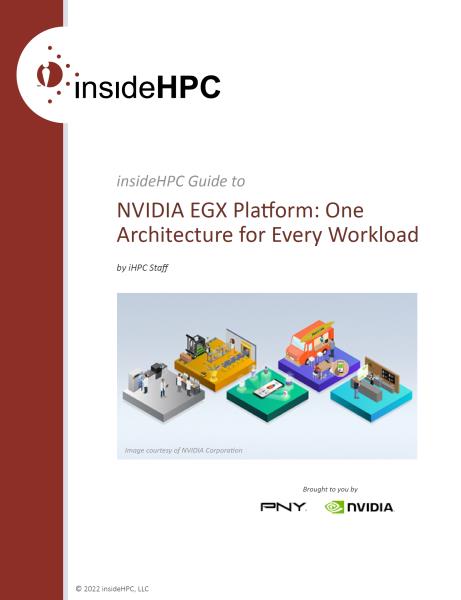 insideHPC
insideHPC Guide to
NVIDIA EGX Platform: One
Architecture for Every Workload
by iHPC Staff
Image courtesy of NVIDIA Corporation
Brought to you by
PNY NVIDIA
© 2022 insideHPC, LLC